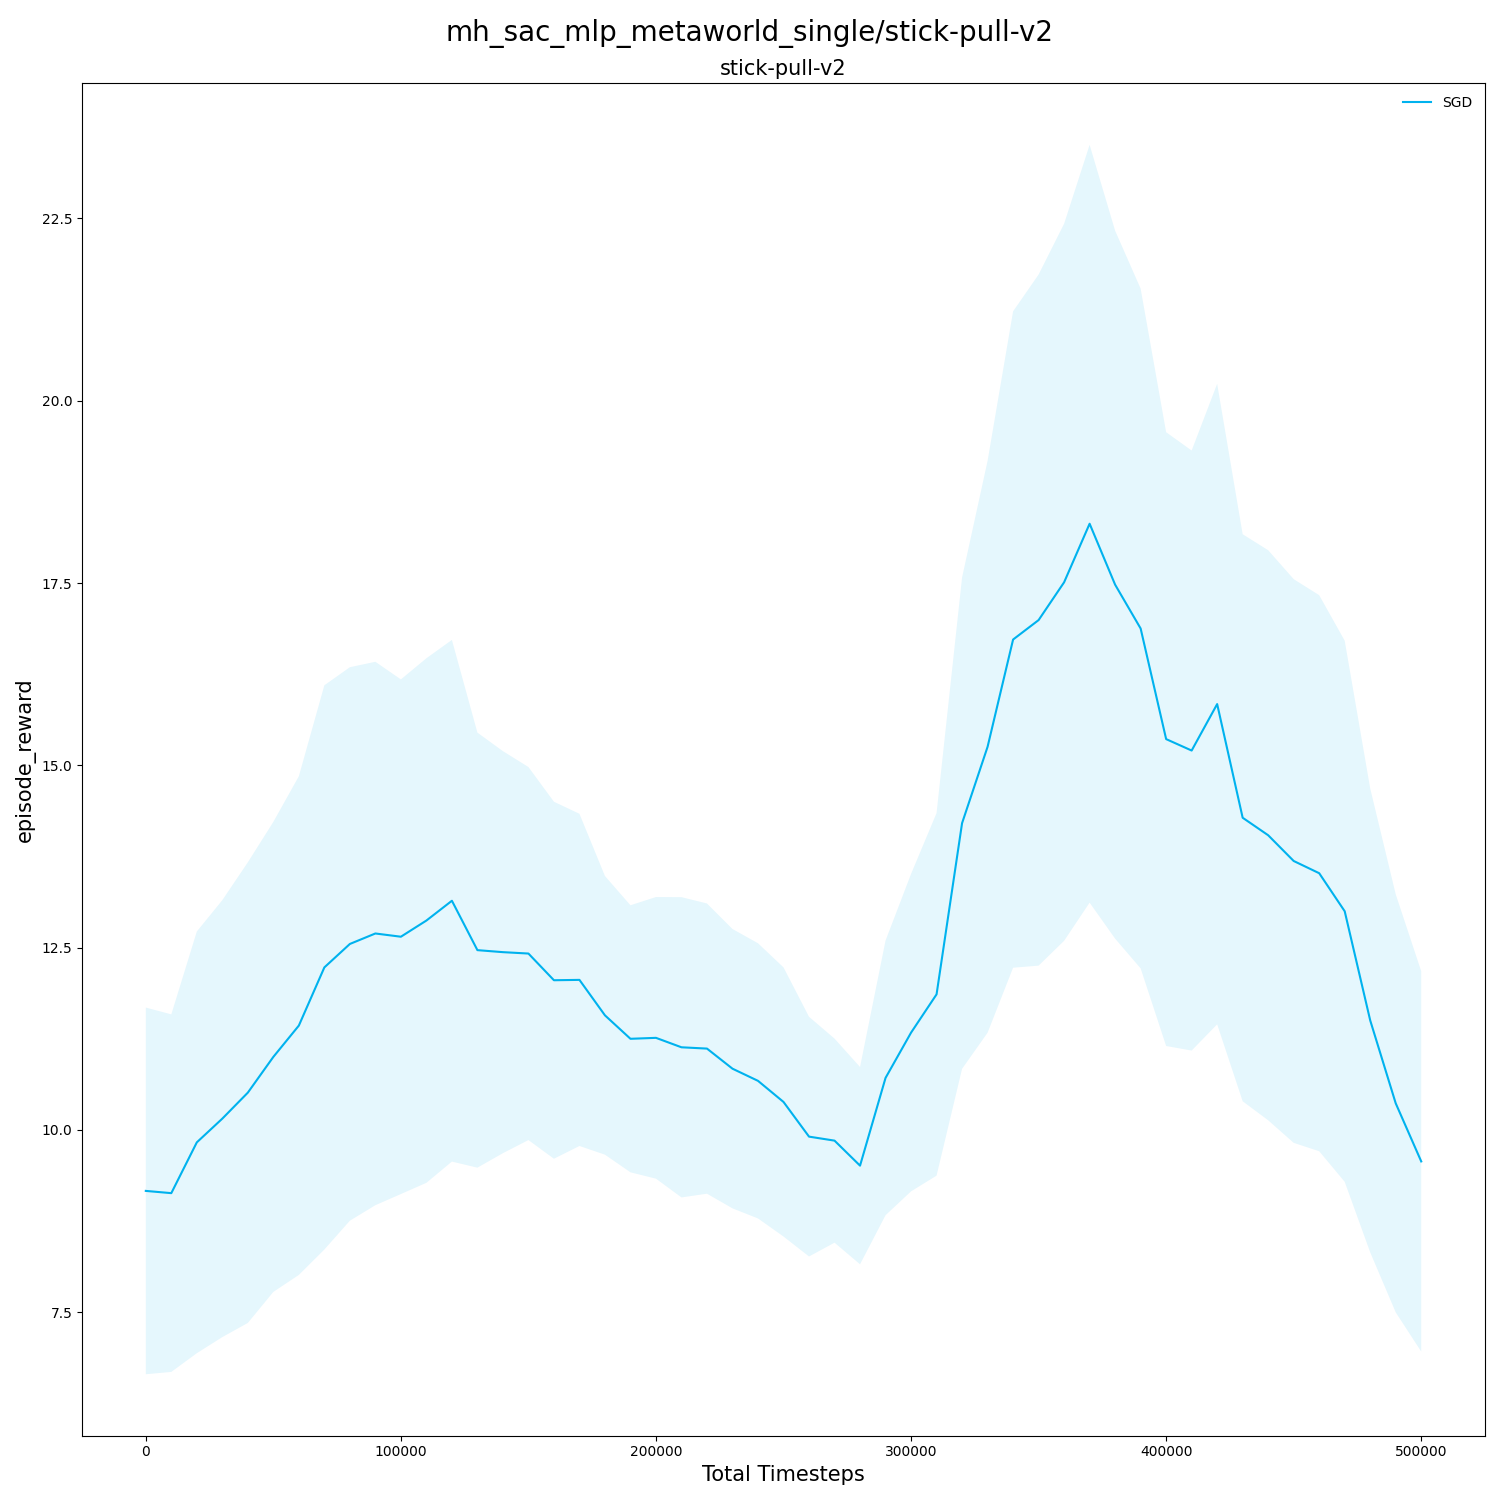 mh_sac_mlp_metaworld_single/stick-pull-v2
stick-pull-v2
SGD
episode_reward
22.5
20.0
17.5
15.0
12.5
10.0
7.5
0 100000 200000 300000 400000 500000
Total Timesteps